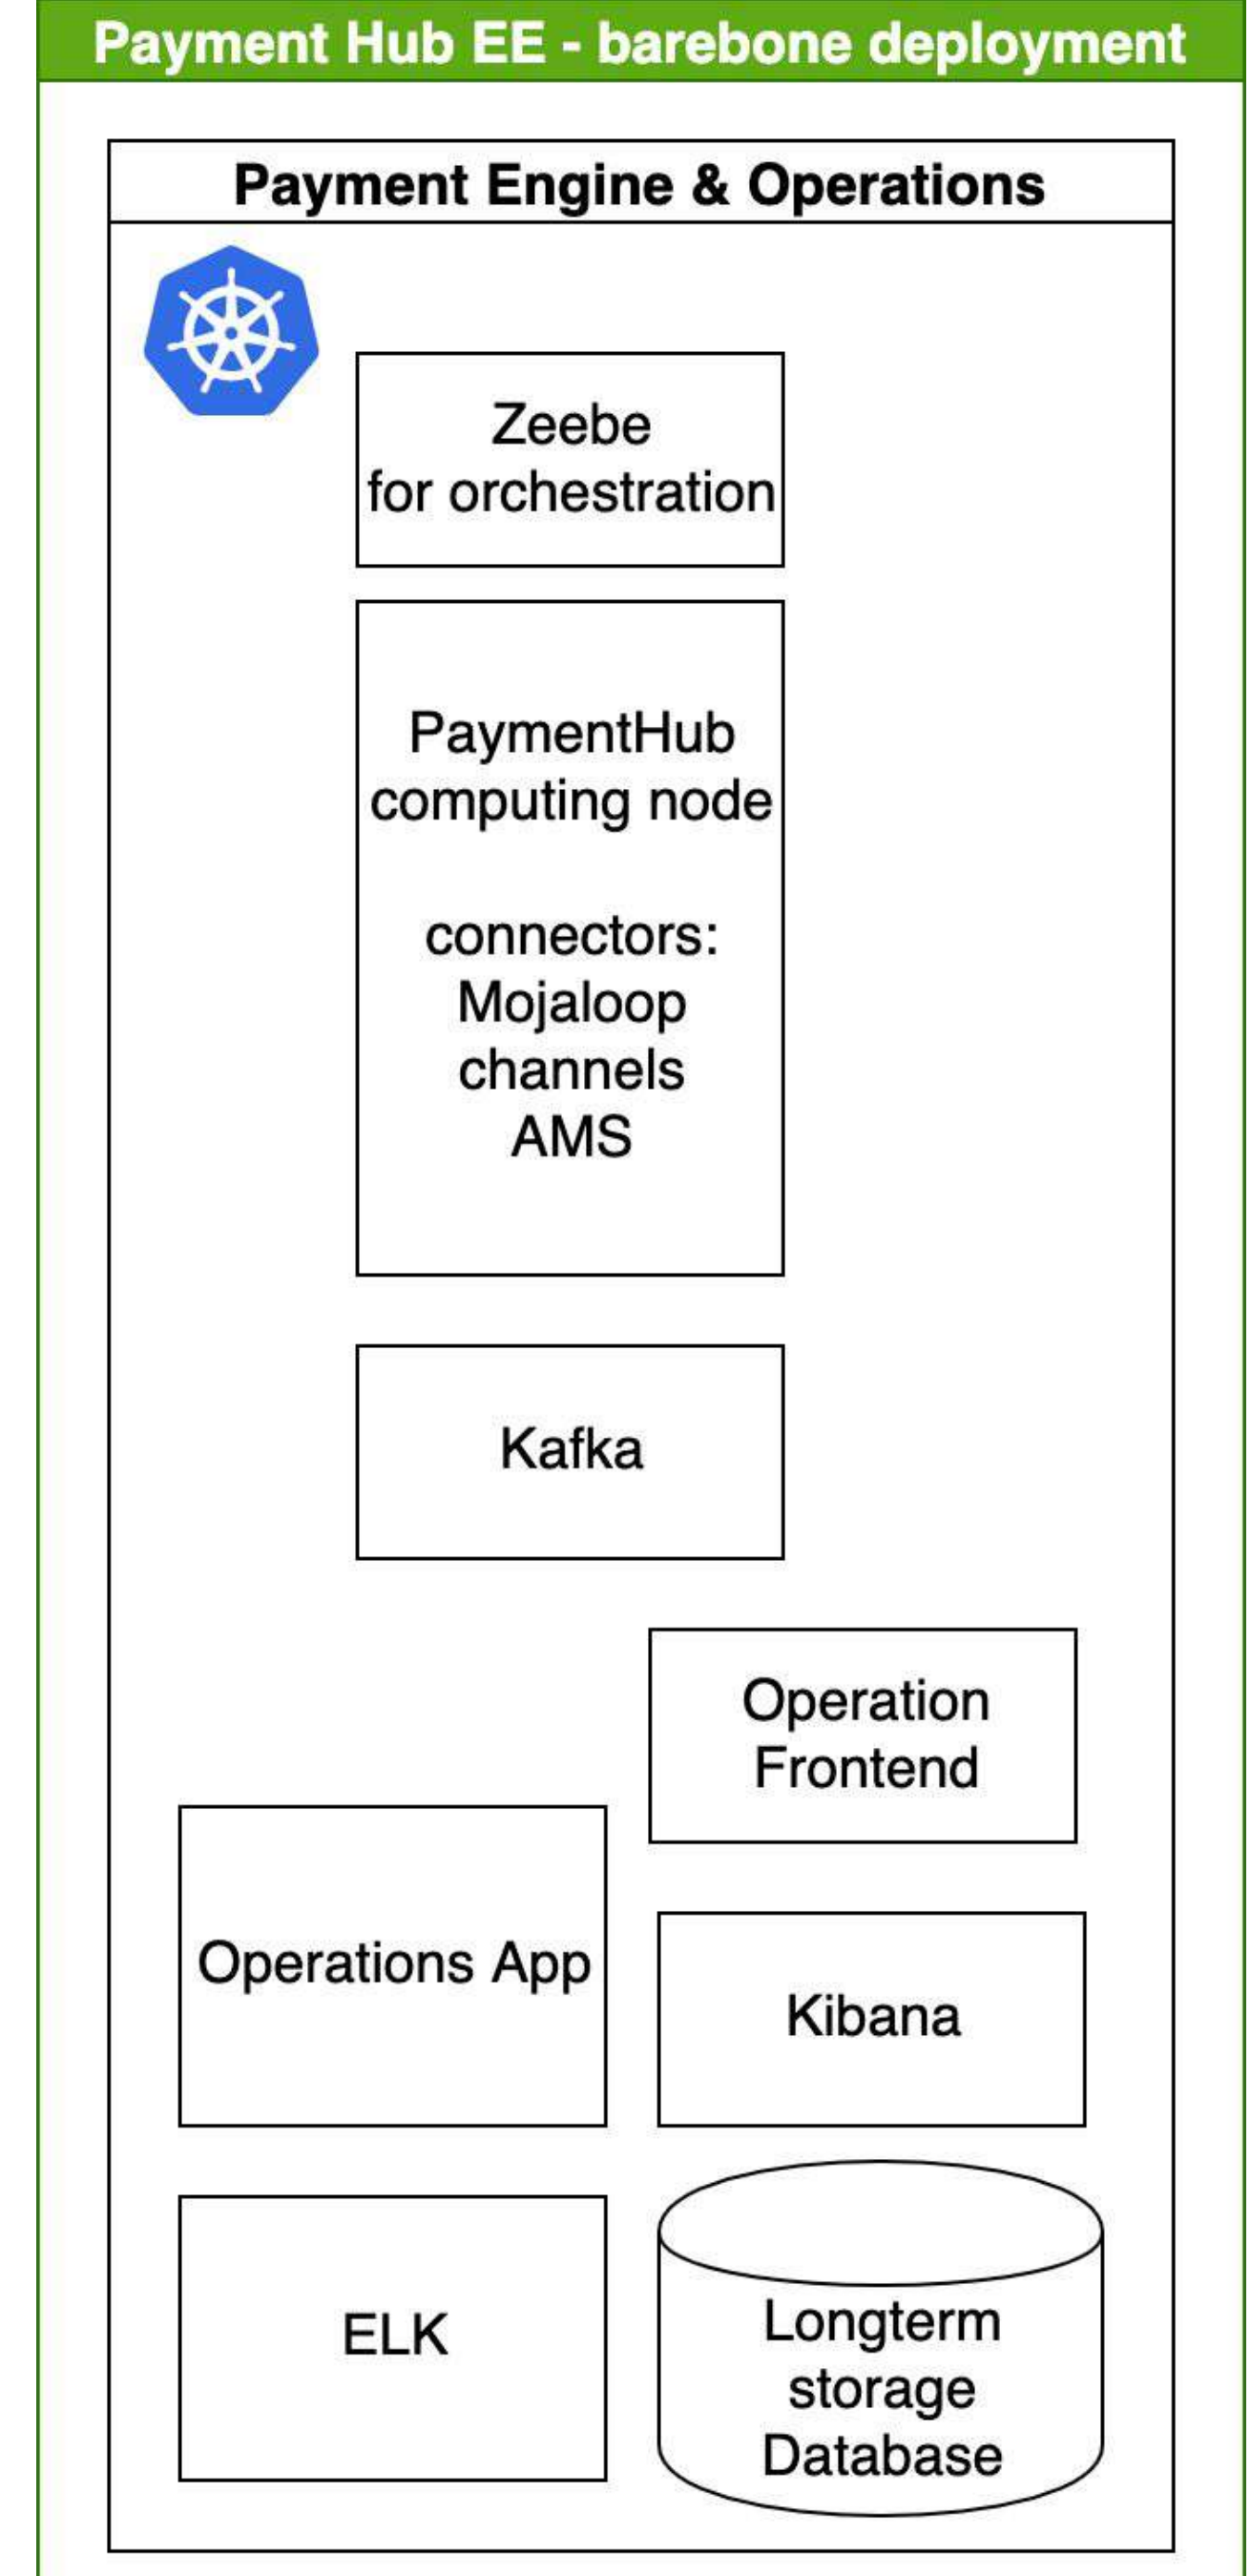 Payment Hub EE - barebone deployment
Payment Engine & Operations
Zeebe
for orchestration
PaymentHub
computing node
connectors:
Mojaloop
channels
AMS
Kafka
Operation
Frontend
Operations App
Kibana
ELK
Longterm
storage
Database